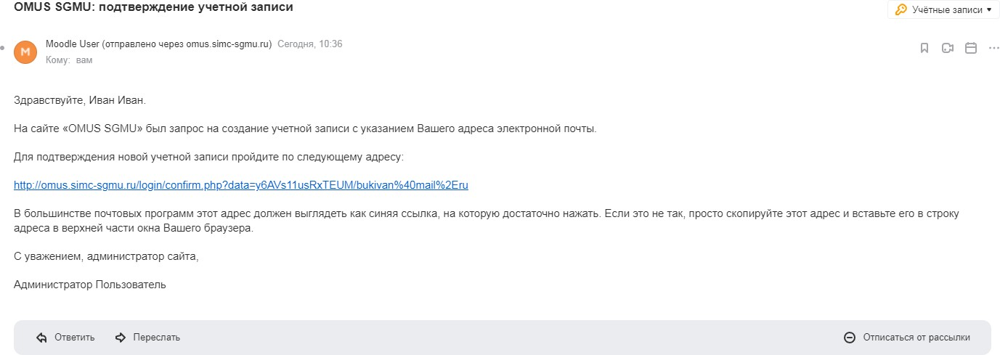 OMUS SGMU: подтверждение учетной записи
Учётные записи
M
Moodle User (отправлено через omus.simc-sgmu.ru) Сегодня, 10:36
Кому: вам
Здравствуйте, Иван Иван.
На сайте «OMUS SGMU» был запрос на создание учетной записи с указанием Вашего адреса электронной почты.
Для подтверждения новой учетной записи пройдите по следующему адресу:
http://omus.simc-sgmu.ru/login/confirm.php?data=y6AVs11usRxTEUM/bukivan%40mail%2Eru
В большинстве почтовых программ этот адрес должен выглядеть как синяя ссылка, на которую достаточно нажать. Если это не так, просто скопируйте этот адрес и вставьте его в строку
адреса в верхней части окна Вашего браузера.
С уважением, администратор сайта,
Администратор Пользователь
Ответить Переслать Отписаться от рассылки